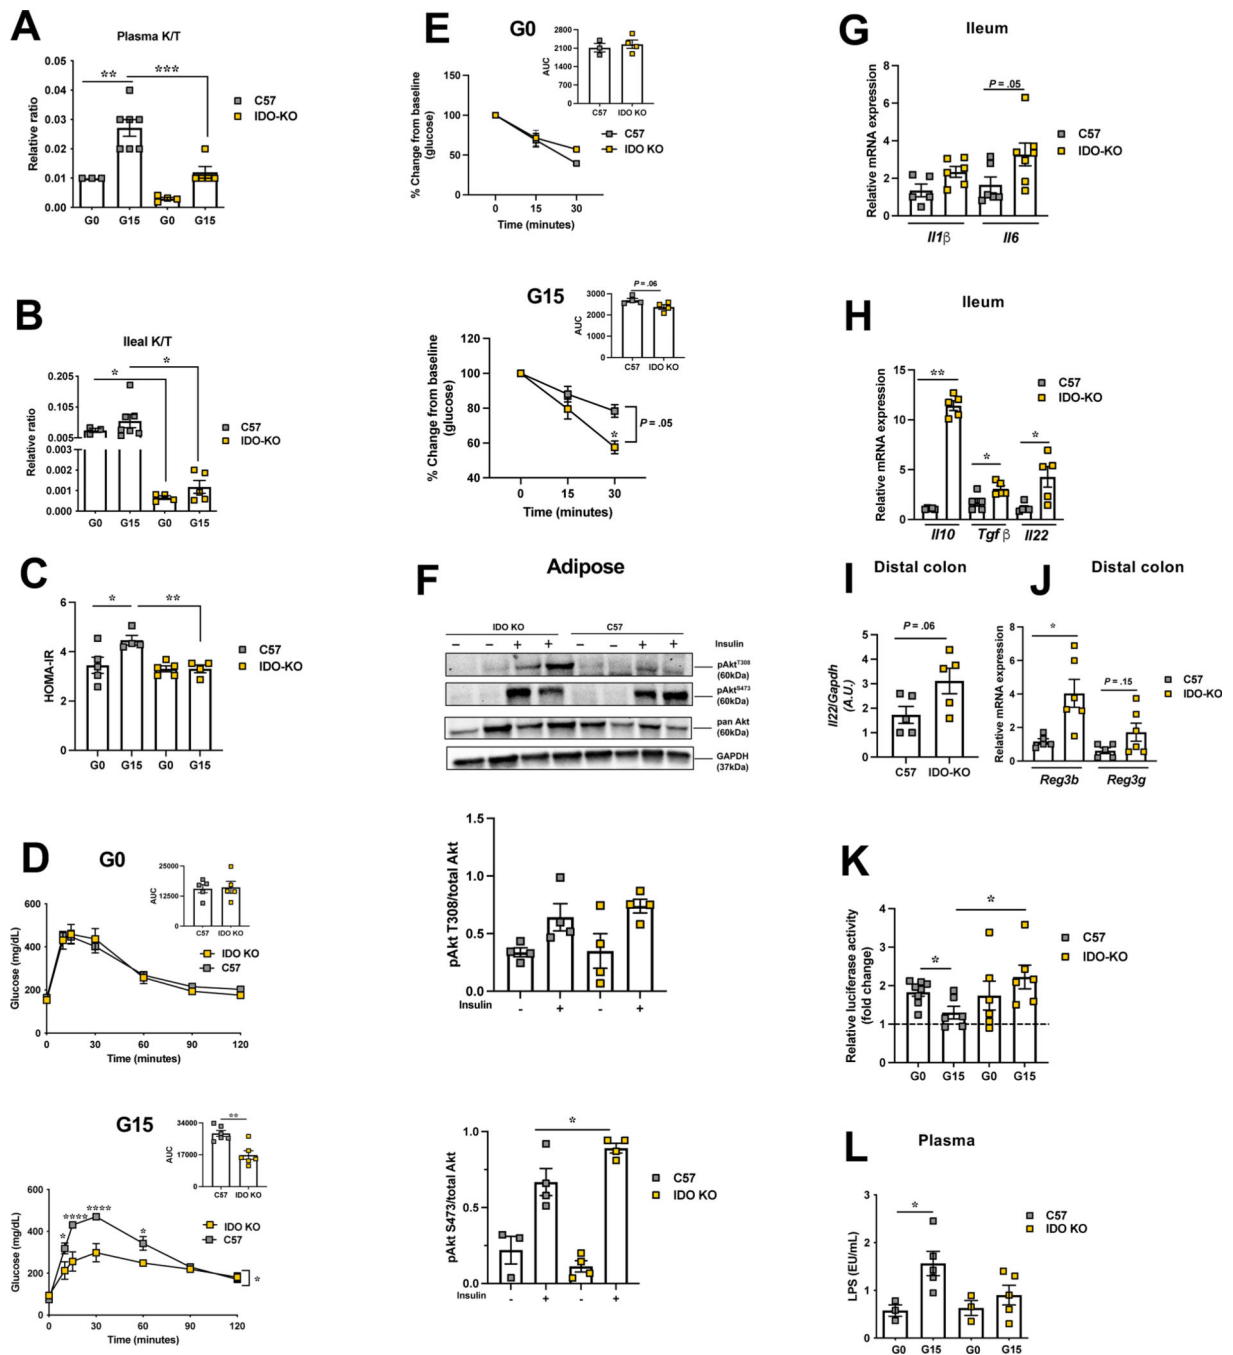 A
Plasma K/T
Relative ratio
0.05
0.04
0.03
0.02
0.01
0.00
** ***
G0 G15 G0 G15
C57
IDO-KO
B
Ileal K/T
Relative ratio
0.205
0.105
0.005
0.003
0.002
0.001
0.000
* *
G0 G15 G0 G15
C57
IDO-KO
C
HOMA-IR
6
4
2
0
* **
G0 G15 G0 G15
C57
IDO-KO
D
G0
AUC
25000
12500
0
C57 IDO KO
Glucose (mg/dL)
600
400
200
0
0 30 60 90 120
Time (minutes)
IDO KO
C57
G15
AUC
34000
17000
0
**
C57 IDO KO
Glucose (mg/dL)
600
400
200
0
* **** **** * *
0 30 60 90 120
Time (minutes)
IDO KO
C57
E
G0
AUC
2800
2100
1400
700
0
C57 IDO KO
% Change from baseline
(glucose)
150
100
50
0
0 15 30
Time (minutes)
C57
IDO KO
G15
AUC
3000
2000
1000
0
P = .06
C57 IDO KO
% Change from baseline
(glucose)
120
100
80
60
40
*
P = .05
0 15 30
Time (minutes)
F
Adipose
IDO KO C57
– – + + – – + + Insulin
pAktT308
(60kDa)
pAktS473
(60kDa)
pan Akt
(60kDa)
GAPDH
(37kDa)
pAkt T308/total Akt
1.5
1.0
0.5
0.0
Insulin - + - +
pAkt S473/total Akt
1.0
0.5
0.0
*
Insulin - + - +
C57
IDO KO
G
Ileum
Relative mRNA expression
8
6
4
2
0
P = .05
Il1β Il6
C57
IDO-KO
H
Ileum
Relative mRNA expression
15
10
5
0
** * *
Il10 Tgf β Il22
C57
IDO-KO
I
Distal colon
Il22/Gapdh
(A.U.)
5
4
3
2
1
0
P = .06
C57 IDO-KO
J
Distal colon
Relative mRNA expression
8
6
4
2
0
*
P = .15
Reg3b Reg3g
C57
IDO-KO
K
Relative luciferase activity
(fold change)
4
3
2
1
0
* *
G0 G15 G0 G15
C57
IDO-KO
L
Plasma
LPS (EU/mL)
3
2
1
0
*
G0 G15 G0 G15
C57
IDO KO